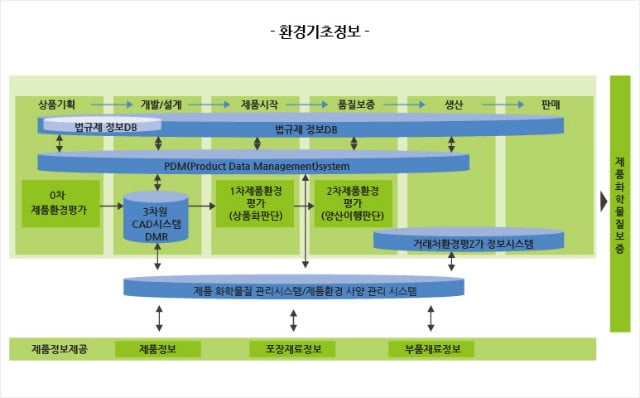 - 환경기초정보 -
상품기획
개발/설계
제품시작
품질보증
생산
판매
법규제 정보DB
법규제 정보DB
PDM(Product Data Management)system
0차
제품환경평가
3차원
CAD시스템
DMR
1차제품환경
평가
(상품화판단)
2차제품환경
평가
(양산이행판단)
거래처환경평Z가 정보시스템
제품 화학물질 관리시스템/제품환경 사양 관리 시스템
제품정보제공
제품정보
포장재료정보
부품재료정보
제품화학물질보증